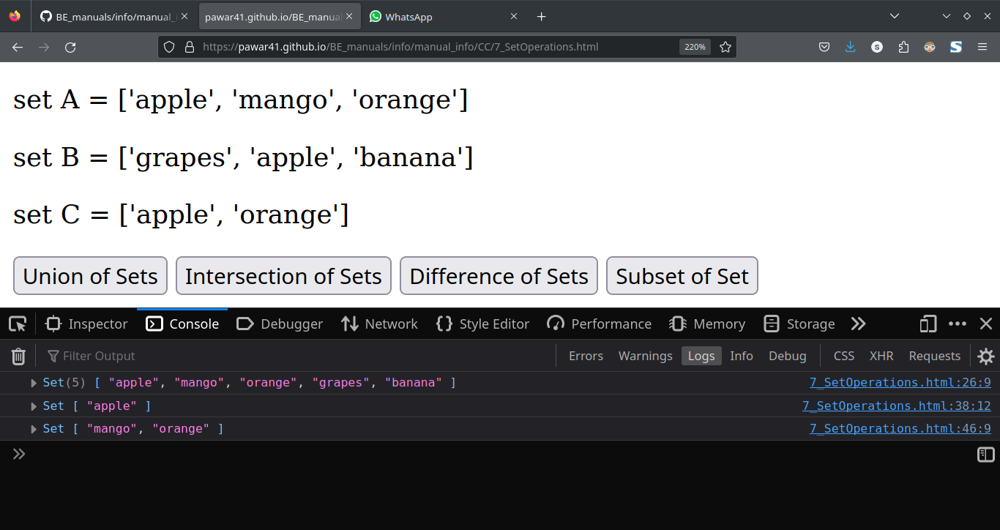 BE_manuals/info/manual_i
pawar41.github.io/BE_manual
WhatsApp
https://pawar41.github.io/BE_manuals/info/manual_info/CC/7_SetOperations.html
220%
S
S
set A = ['apple', 'mango', 'orange']
set B = ['grapes', 'apple', 'banana']
set C = ['apple', 'orange']
Union of Sets Intersection of Sets Difference of Sets Subset of Set
Inspector Console Debugger Network Style Editor Performance Memory Storage
Filter Output Errors Warnings Logs Info Debug CSS XHR Requests
Set(5) [ "apple", "mango", "orange", "grapes", "banana" ] 7_SetOperations.html:26:9
Set [ "apple" ] 7_SetOperations.html:38:12
Set [ "mango", "orange" ] 7_SetOperations.html:46:9